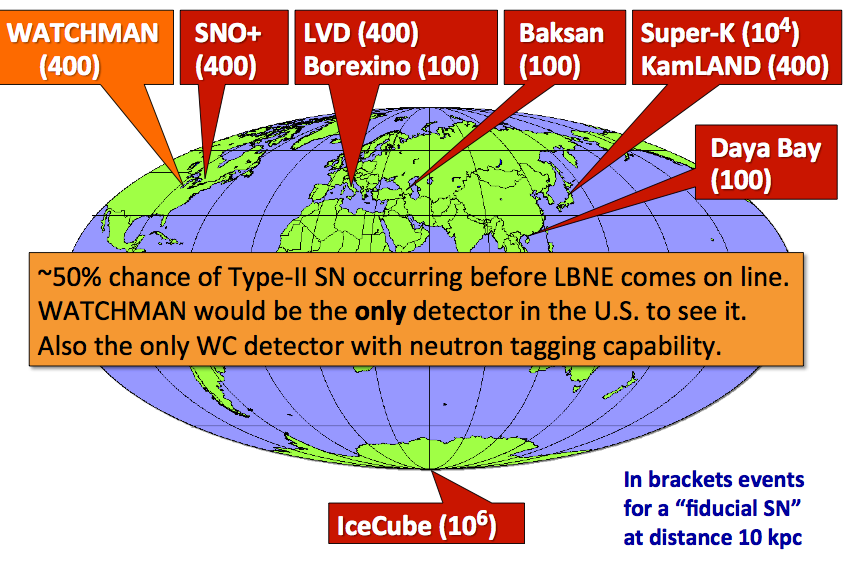 WATCHMAN
(400)
SNO+
(400)
LVD (400)
Borexino (100)
Baksan
(100)
Super-K (10⁴)
KamLAND (400)
Daya Bay
(100)
~50% chance of Type-II SN occurring before LBNE comes on line.
WATCHMAN would be the only detector in the U.S. to see it.
Also the only WC detector with neutron tagging capability.
IceCube (10⁶)
In brackets events
for a “fiducial SN”
at distance 10 kpc